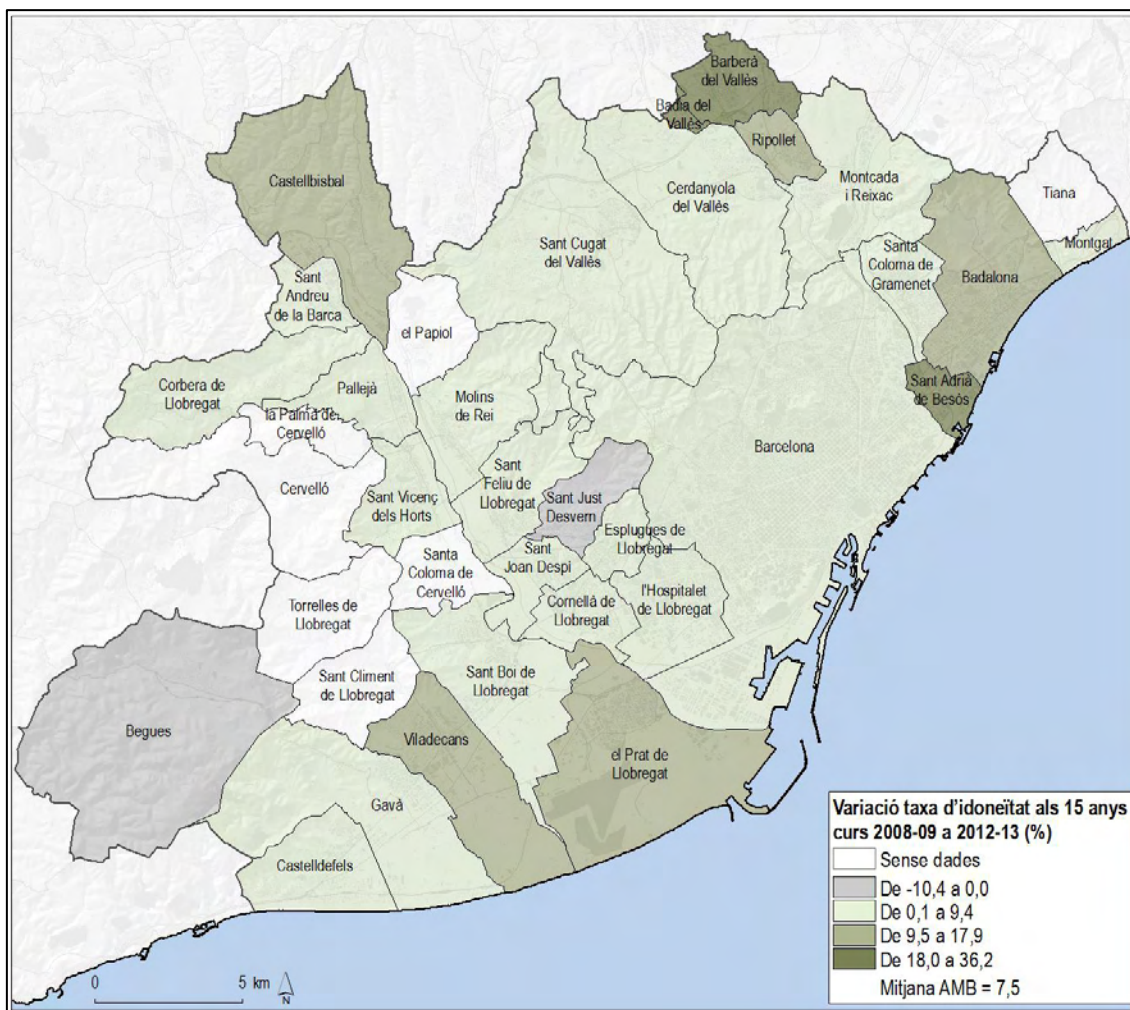 Barberà
del Vallès
Badia del
Vallès
Ripollet
Castellbisbal
Montcada
i Reixac
Tiana
Cerdanyola
del Vallès
Sant Cugat
del Vallès
Montgat
Santa
Coloma de
Gramenet
Badalona
Sant
Andreu
de la Barca
el Papiol
Sant Adrià
de Besòs
Corbera de
Llobregat
Pallejà
Molins
de Rei
la Palma de
Cervelló
Barcelona
Cervelló
Sant Vicenç
dels Horts
Sant
Feliu de
Llobregat
Sant Just
Desvern
Esplugues de
Llobregat
Santa
Coloma de
Cervelló
Sant
Joan Despí
l'Hospitalet
de Llobregat
Cornellà de
Llobregat
Torrelles de
Llobregat
Sant Climent
de Llobregat
Sant Boi de
Llobregat
Begues
Viladecans
el Prat de
Llobregat
Gavà
Castelldefels
Variació taxa d'idoneïtat als 15 anys
curs 2008-09 a 2012-13 (%)
Sense dades
De -10,4 a 0,0
De 0,1 a 9,4
De 9,5 a 17,9
De 18,0 a 36,2
Mitjana AMB = 7,5
0 5 km
N